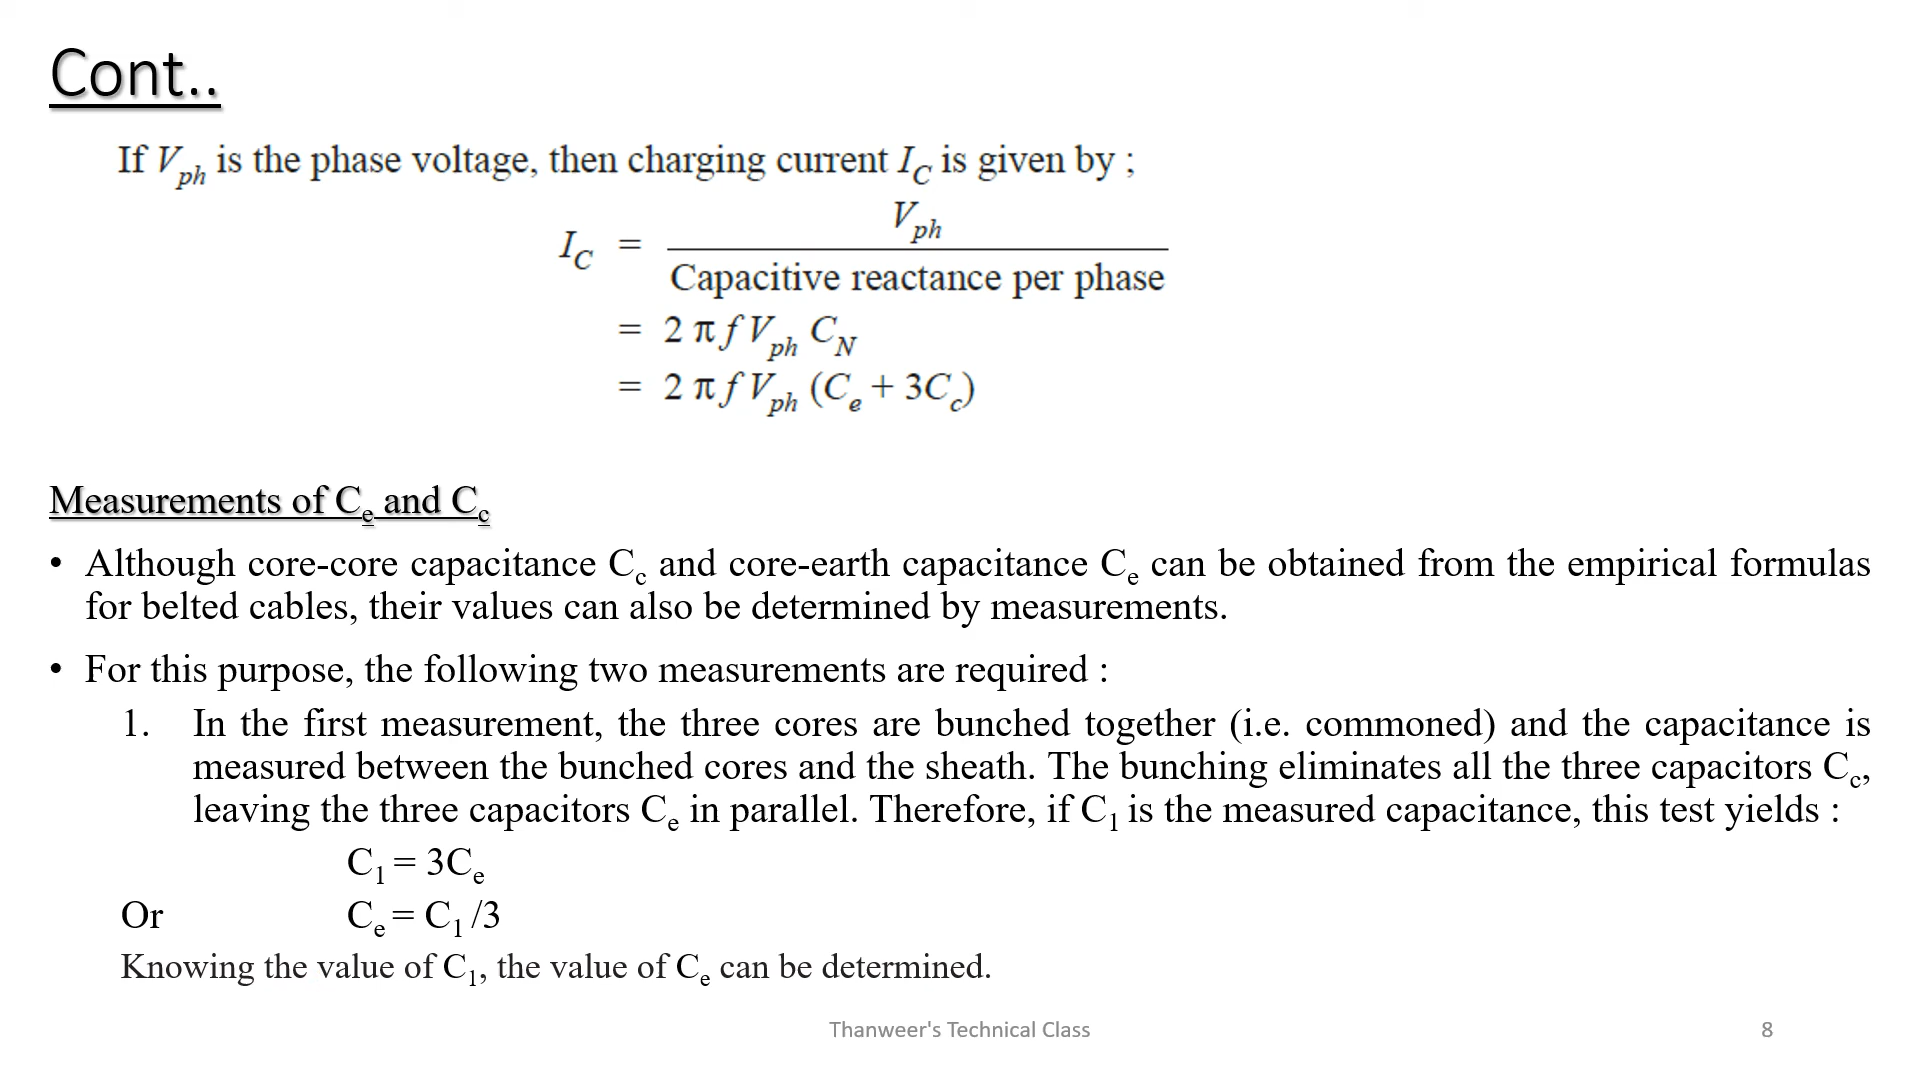 Cont..
If V_ph is the phase voltage, then charging current I_C is given by ;
I_C = V_ph / Capacitive reactance per phase
= 2 π f V_ph C_N
= 2 π f V_ph (C_e + 3C_c)
Measurements of C_e and C_c
• Although core-core capacitance C_c and core-earth capacitance C_e can be obtained from the empirical formulas
for belted cables, their values can also be determined by measurements.
• For this purpose, the following two measurements are required :
1. In the first measurement, the three cores are bunched together (i.e. commoned) and the capacitance is
measured between the bunched cores and the sheath. The bunching eliminates all the three capacitors C_c,
leaving the three capacitors C_e in parallel. Therefore, if C_1 is the measured capacitance, this test yields :
C_1 = 3C_e
Or C_e = C_1 /3
Knowing the value of C_1, the value of C_e can be determined.
Thanweer's Technical Class 8